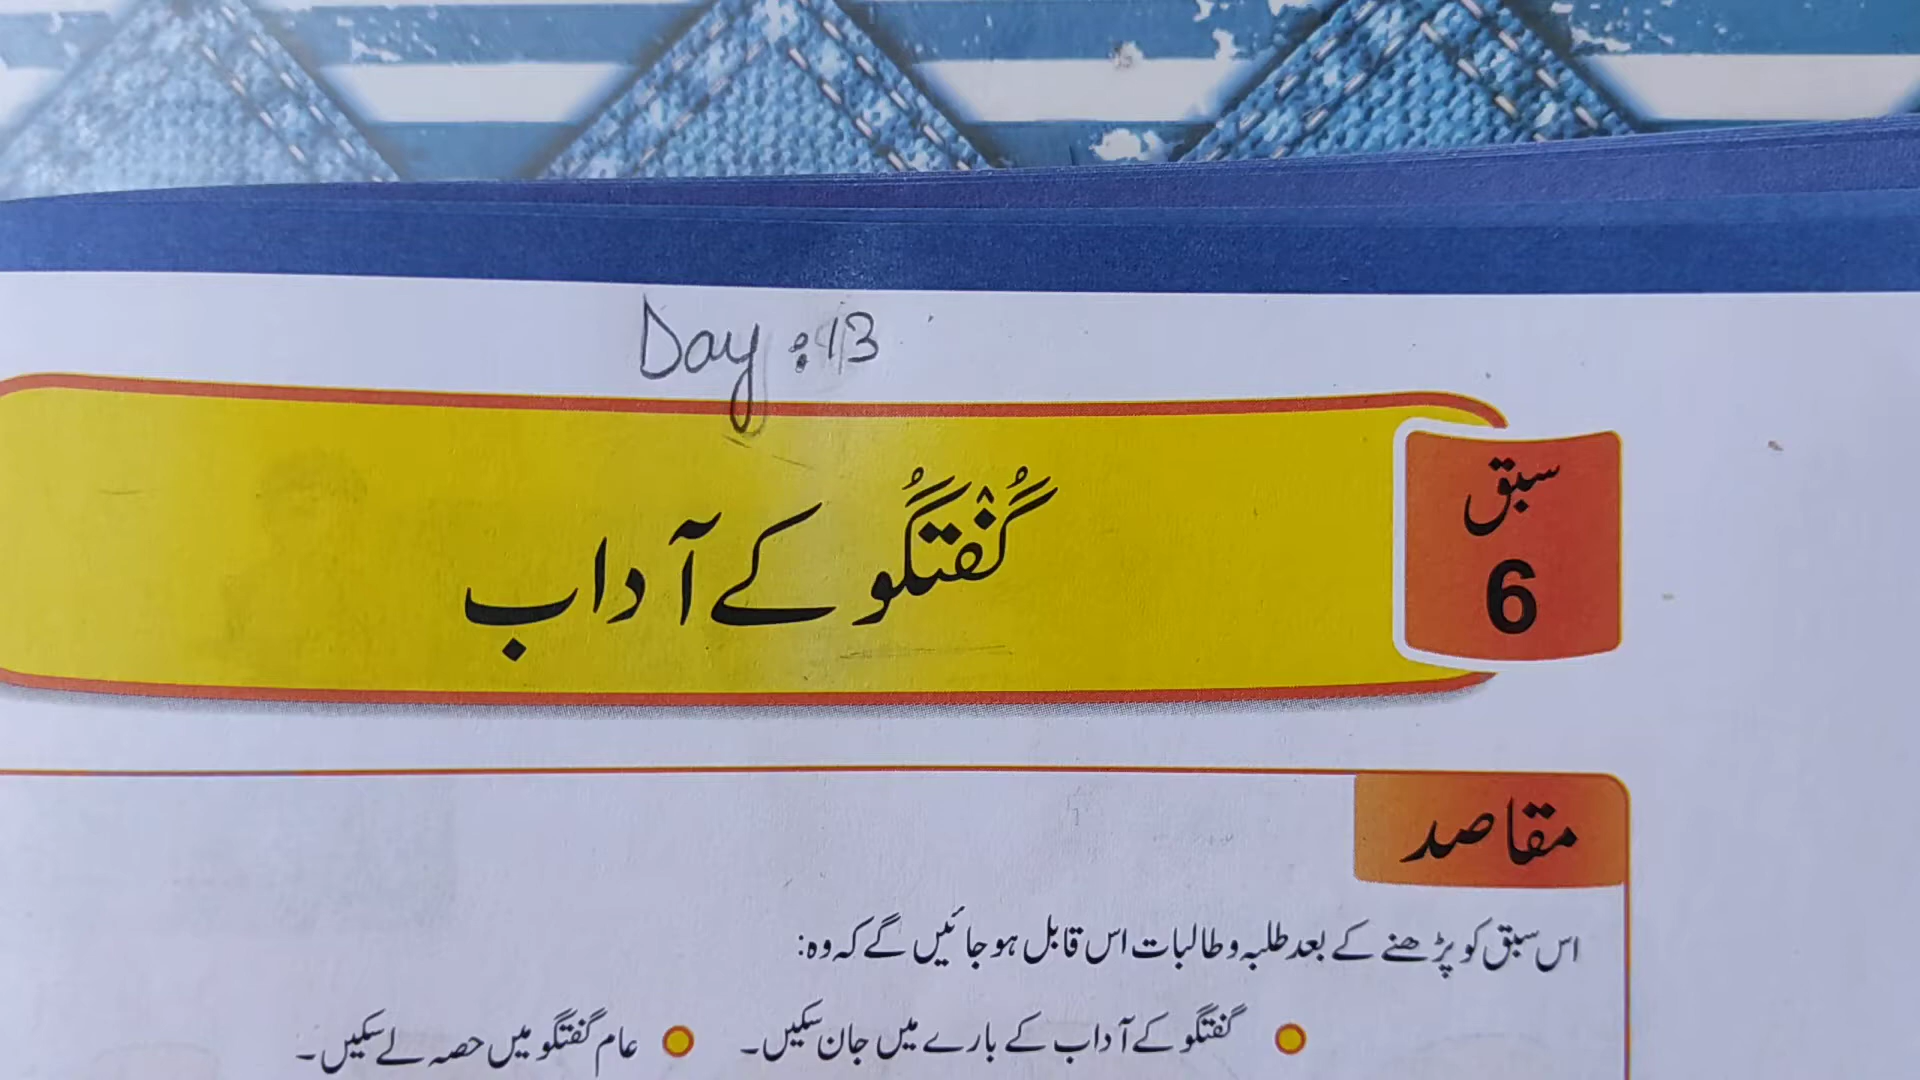 Day :13
سبق
6
گُفتگُو کے آداب
مقاصد
اس سبق کو پڑھنے کے بعد طلبہ و طالبات اس قابل ہو جائیں گے کہ وہ:
گفتگو کے آداب کے بارے میں جان سکیں۔ عام گفتگو میں حصہ لے سکیں۔